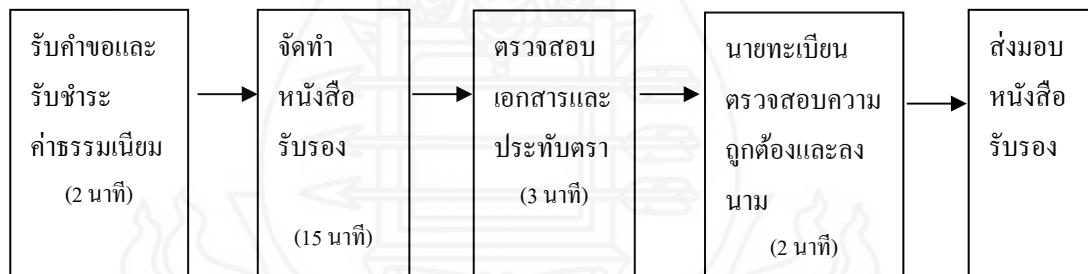 รับคำขอและ
รับชำระ
ค่าธรรมเนียม
(2 นาที)
จัดทำ
หนังสือ
รับรอง
(15 นาที)
ตรวจสอบ
เอกสารและ
ประทับตรา
(3 นาที)
นายทะเบียน
ตรวจสอบความ
ถูกต้องและลง
นาม
(2 นาที)
ส่งมอบ
หนังสือ
รับรอง